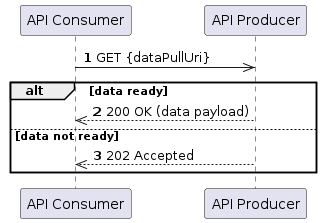 API Consumer API Producer
1 GET {dataPullUri}
alt [data ready]
2 200 OK (data payload)
[data not ready]
3 202 Accepted
API Consumer API Producer